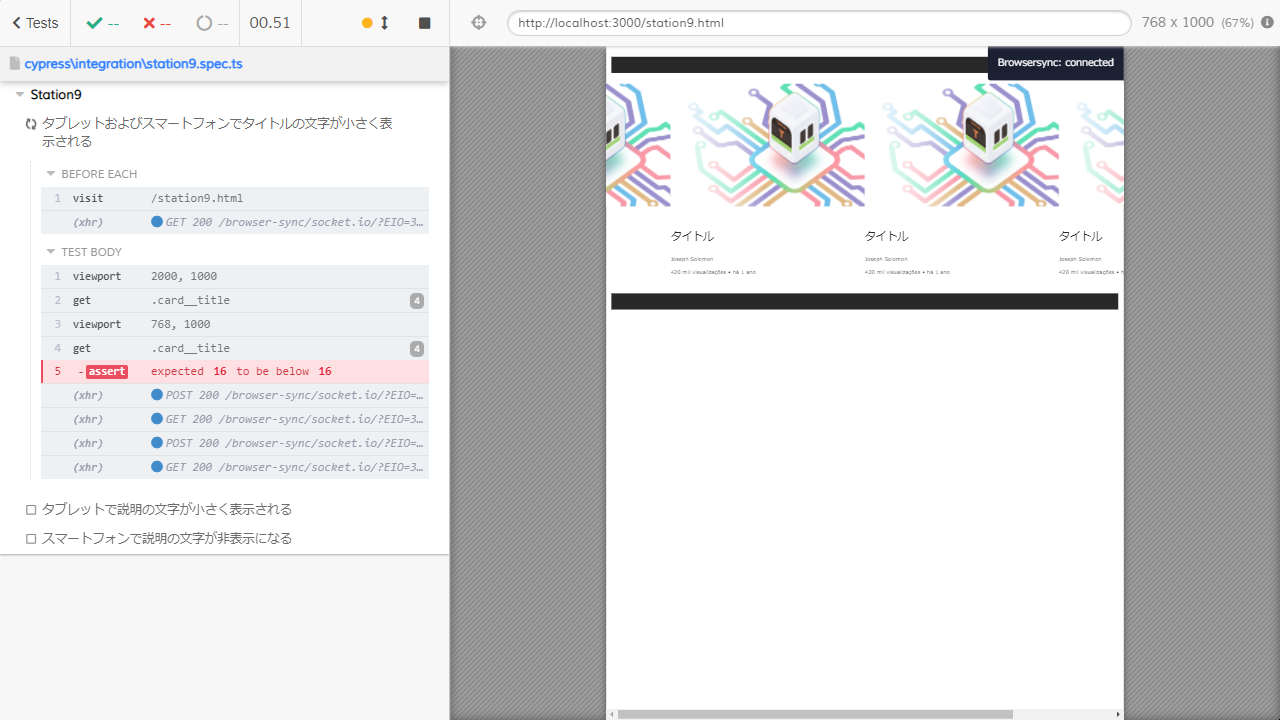 Tests
--
--
--
00.51
http://localhost:3000/station9.html
768 x 1000 (67%)
cypress\integration\station9.spec.ts
Station9
タブレットおよびスマートフォンでタイトルの文字が小さく表
示される
BEFORE EACH
1 visit /station9.html
(xhr) GET 200 /browser-sync/socket.io/?EIO=3…
TEST BODY
1 viewport 2000, 1000
2 get .card__title 4
3 viewport 768, 1000
4 get .card__title 4
5 -assert expected 16 to be below 16
(xhr) POST 200 /browser-sync/socket.io/?EIO=…
(xhr) GET 200 /browser-sync/socket.io/?EIO=3…
(xhr) POST 200 /browser-sync/socket.io/?EIO=…
(xhr) GET 200 /browser-sync/socket.io/?EIO=3…
タブレットで説明の文字が小さく表示される
スマートフォンで説明の文字が非表示になる
Browsersync: connected
タイトル
Joseph Solomon
420 mil visualizações • há 1 ano
タイトル
Joseph Solomon
420 mil visualizações • há 1 ano
タイトル
Joseph Solomon
420 mil visualizações • h